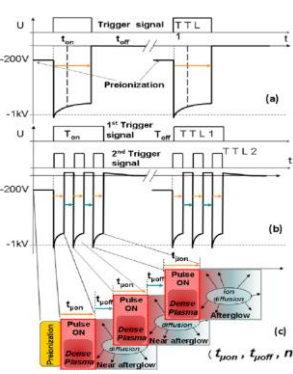 U Trigger signal TTL
ton toff 1
-200V
Preionization
(a)
-1kV
U 1st Trigger signal
Ton Toff TTL1
2nd Trigger signal TTL2
-200V
-1kV
(b)
tμon
tμoff Pulse ON ion diffusion
tμon Dense Plasma Afterglow
tμoff Pulse ON diffusion (c)
tμon Dense Plasma Near afterglow
Preionization Pulse ON diffusion
Dense Plasma Near afterglow
(tμon, tμoff, n